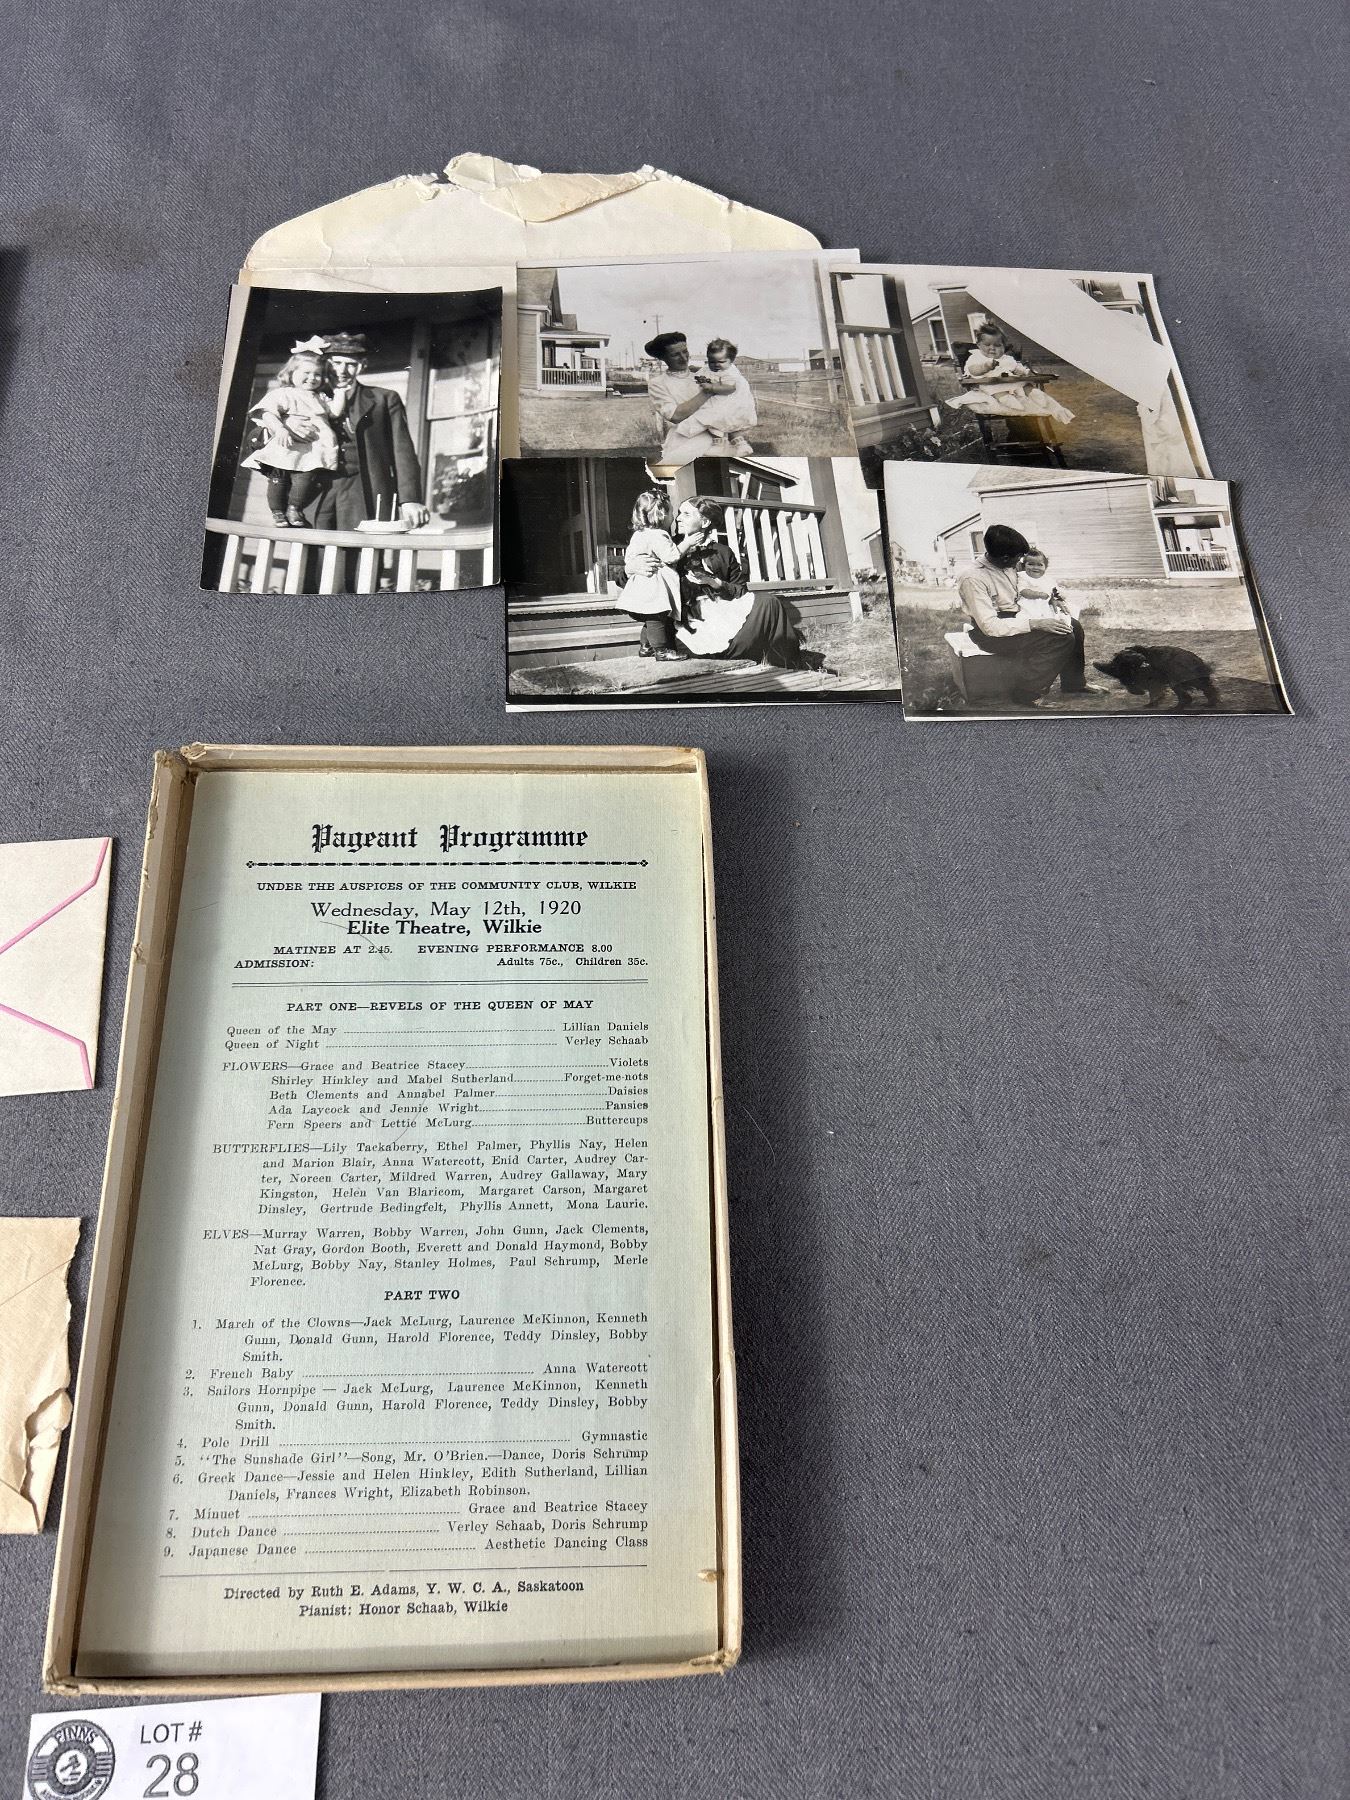 Pageant Programme
UNDER THE AUSPICES OF THE COMMUNITY CLUB, WILKIE
Wednesday, May 12th, 1920
Elite Theatre, Wilkie
MATINEE AT 2.45. EVENING PERFORMANCE 8.00
ADMISSION: Adults 75c., Children 35c.
PART ONE—REVELS OF THE QUEEN OF MAY
Queen of the May Lillian Daniels
Queen of Night Verley Schaab
FLOWERS—Grace and Beatrice Stacey Violets
Shirley Hinkley and Mabel Sutherland Forget-me-nots
Beth Clements and Annabel Palmer Daisies
Ada Laycock and Jennie Wright Pansies
Fern Speers and Lettie McLurg Buttercups
BUTTERFLIES—Lily Tackaberry, Ethel Palmer, Phyllis Nay, Helen
and Marion Blair, Anna Watercott, Enid Carter, Audrey Car-
ter, Noreen Carter, Mildred Warren, Audrey Gallaway, Mary
Kingston, Helen Van Blaricom, Margaret Carson, Margaret
Dinsley, Gertrude Bedingfelt, Phyllis Annett, Mona Laurie.
ELVES—Murray Warren, Bobby Warren, John Gunn, Jack Clements,
Nat Gray, Gordon Booth, Everett and Donald Haymond, Bobby
McLurg, Bobby Nay, Stanley Holmes, Paul Schrump, Merle
Florence.
PART TWO
1. March of the Clowns—Jack McLurg, Laurence McKinnon, Kenneth
Gunn, Donald Gunn, Harold Florence, Teddy Dinsley, Bobby
Smith.
2. French Baby Anna Watercott
3. Sailors Hornpipe — Jack McLurg, Laurence McKinnon, Kenneth
Gunn, Donald Gunn, Harold Florence, Teddy Dinsley, Bobby
Smith.
4. Pole Drill Gymnastic
5. "The Sunshade Girl"—Song, Mr. O'Brien.—Dance, Doris Schrump
6. Greek Dance—Jessie and Helen Hinkley, Edith Sutherland, Lillian
Daniels, Frances Wright, Elizabeth Robinson.
7. Minuet Grace and Beatrice Stacey
8. Dutch Dance Verley Schaab, Doris Schrump
9. Japanese Dance Aesthetic Dancing Class
Directed by Ruth E. Adams, Y. W. C. A., Saskatoon
Pianist: Honor Schaab, Wilkie
FINNS
LOT #
28